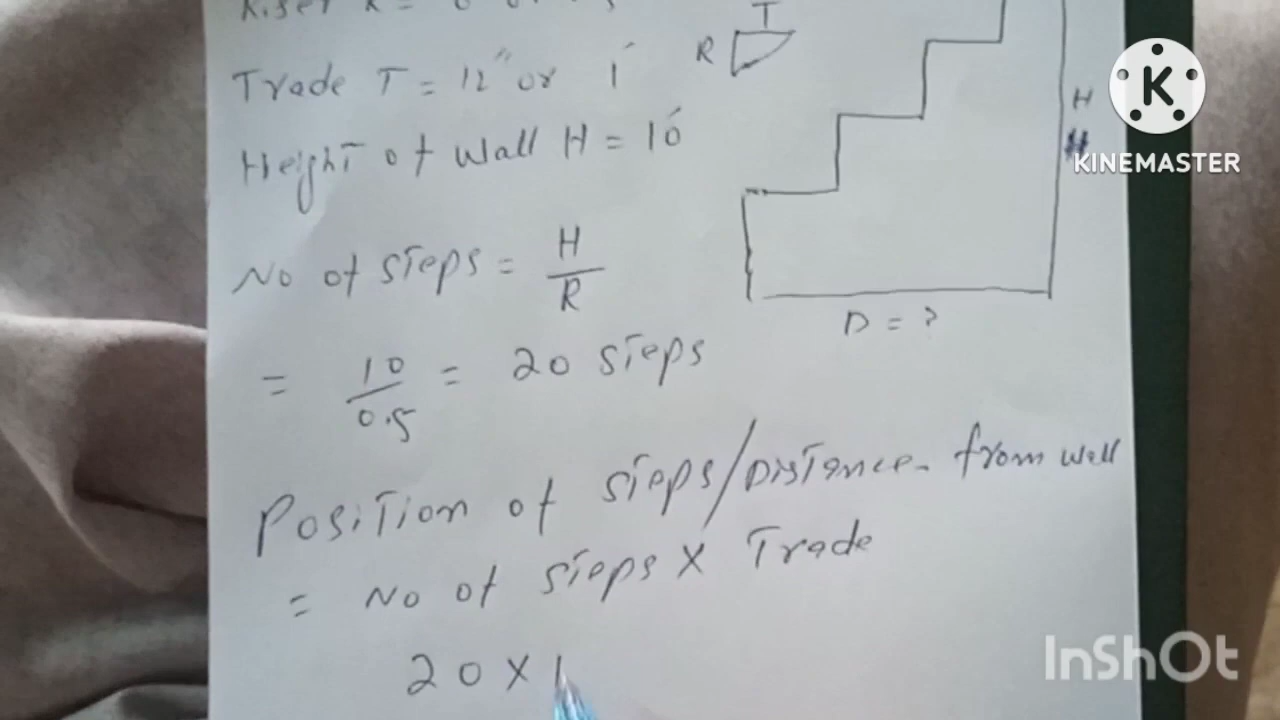 T
R
Trade T = 12" or 1'
Height of wall H = 10'
H
H
K
KINEMASTER
No of steps = H
R
D = ?
= 10
0.5
= 20 steps
Position of steps/Distance from wall
= No of steps X Trade
20 X 1
InShOt